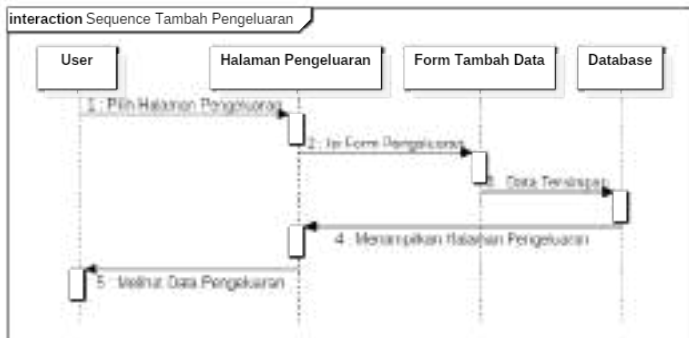 interaction Sequence Tambah Pengeluaran
User
Halaman Pengeluaran
Form Tambah Data
Database
1 : Pilih Halaman Pengeluaran
2 : Isi Form Pengeluaran
3 : Data Tersimpan
4 : Menampilkan Halaman Pengeluaran
5 : Melihat Data Pengeluaran